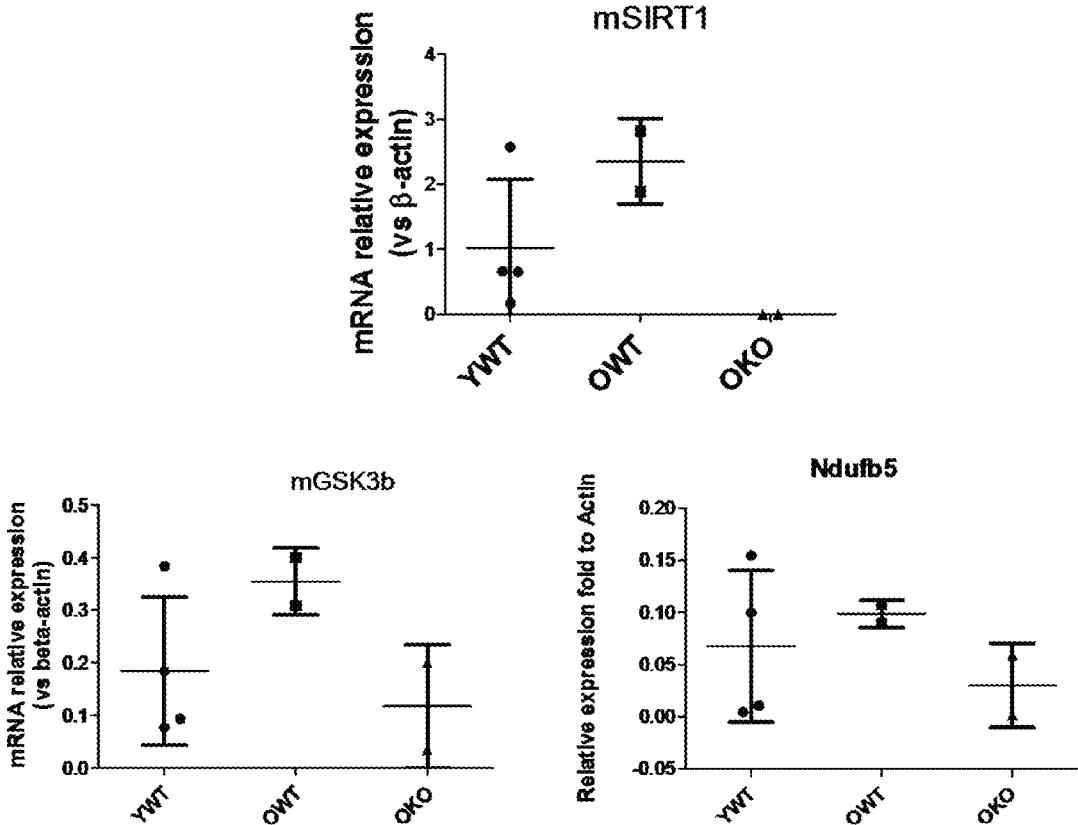 mSIRT1
mRNA relative expression
(vs β-actin)
4
3
2
1
0
YWT
OWT
OKO
mGSK3b
mRNA relative expression
(vs beta-actin)
0.5
0.4
0.3
0.2
0.1
0.0
YWT
OWT
OKO
Ndufb5
Relative expression fold to Actin
0.20
0.15
0.10
0.05
0.00
-0.05
YWT
OWT
OKO